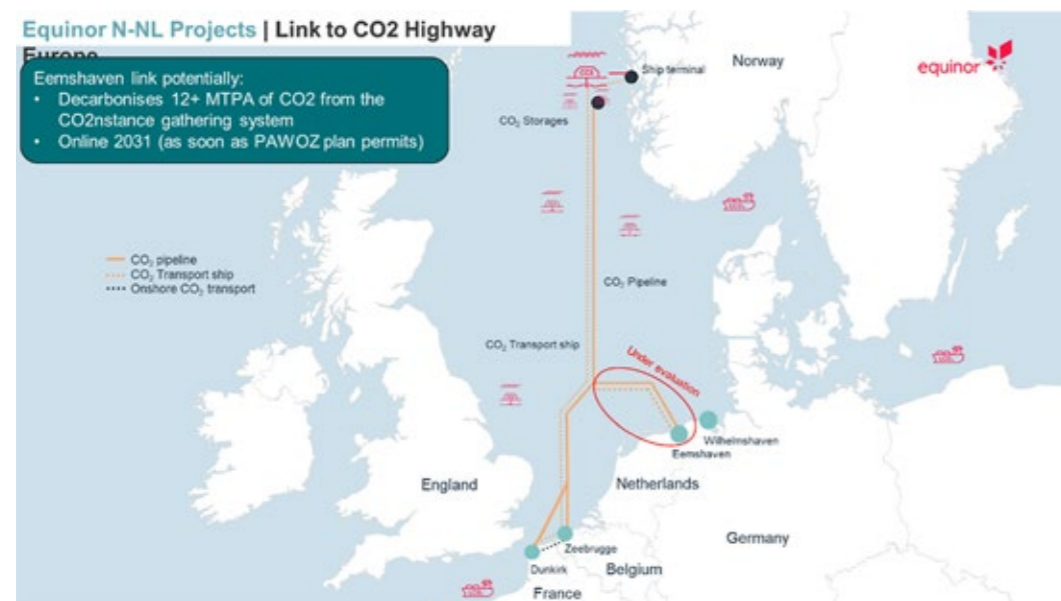 Equinor N-NL Projects | Link to CO2 Highway
Europe
Eemshaven link potentially:
• Decarbonises 12+ MTPA of CO2 from the
CO2nstance gathering system
• Online 2031 (as soon as PAWOZ plan permits)
equinor
Norway
Ship terminal
CO₂ Storages
CO₂ pipeline
CO₂ Transport ship
Onshore CO₂ transport
CO₂ Pipeline
CO₂ Transport ship
Under evaluation
Wilhelmshaven
Eemshaven
England
Netherlands
Germany
Zeebrugge
Dunkirk
Belgium
France